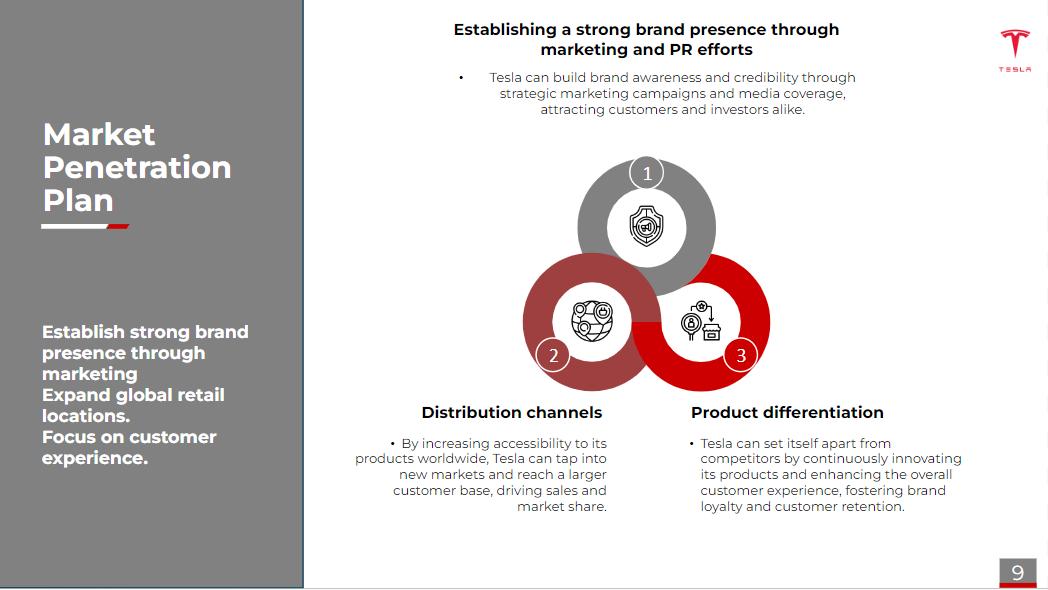 Market
Penetration
Plan
Establish strong brand
presence through
marketing
Expand global retail
locations.
Focus on customer
experience.
Establishing a strong brand presence through
marketing and PR efforts
• Tesla can build brand awareness and credibility through
strategic marketing campaigns and media coverage,
attracting customers and investors alike.
TESLA
1
2
3
Distribution channels
• By increasing accessibility to its
products worldwide, Tesla can tap into
new markets and reach a larger
customer base, driving sales and
market share.
Product differentiation
• Tesla can set itself apart from
competitors by continuously innovating
its products and enhancing the overall
customer experience, fostering brand
loyalty and customer retention.
9